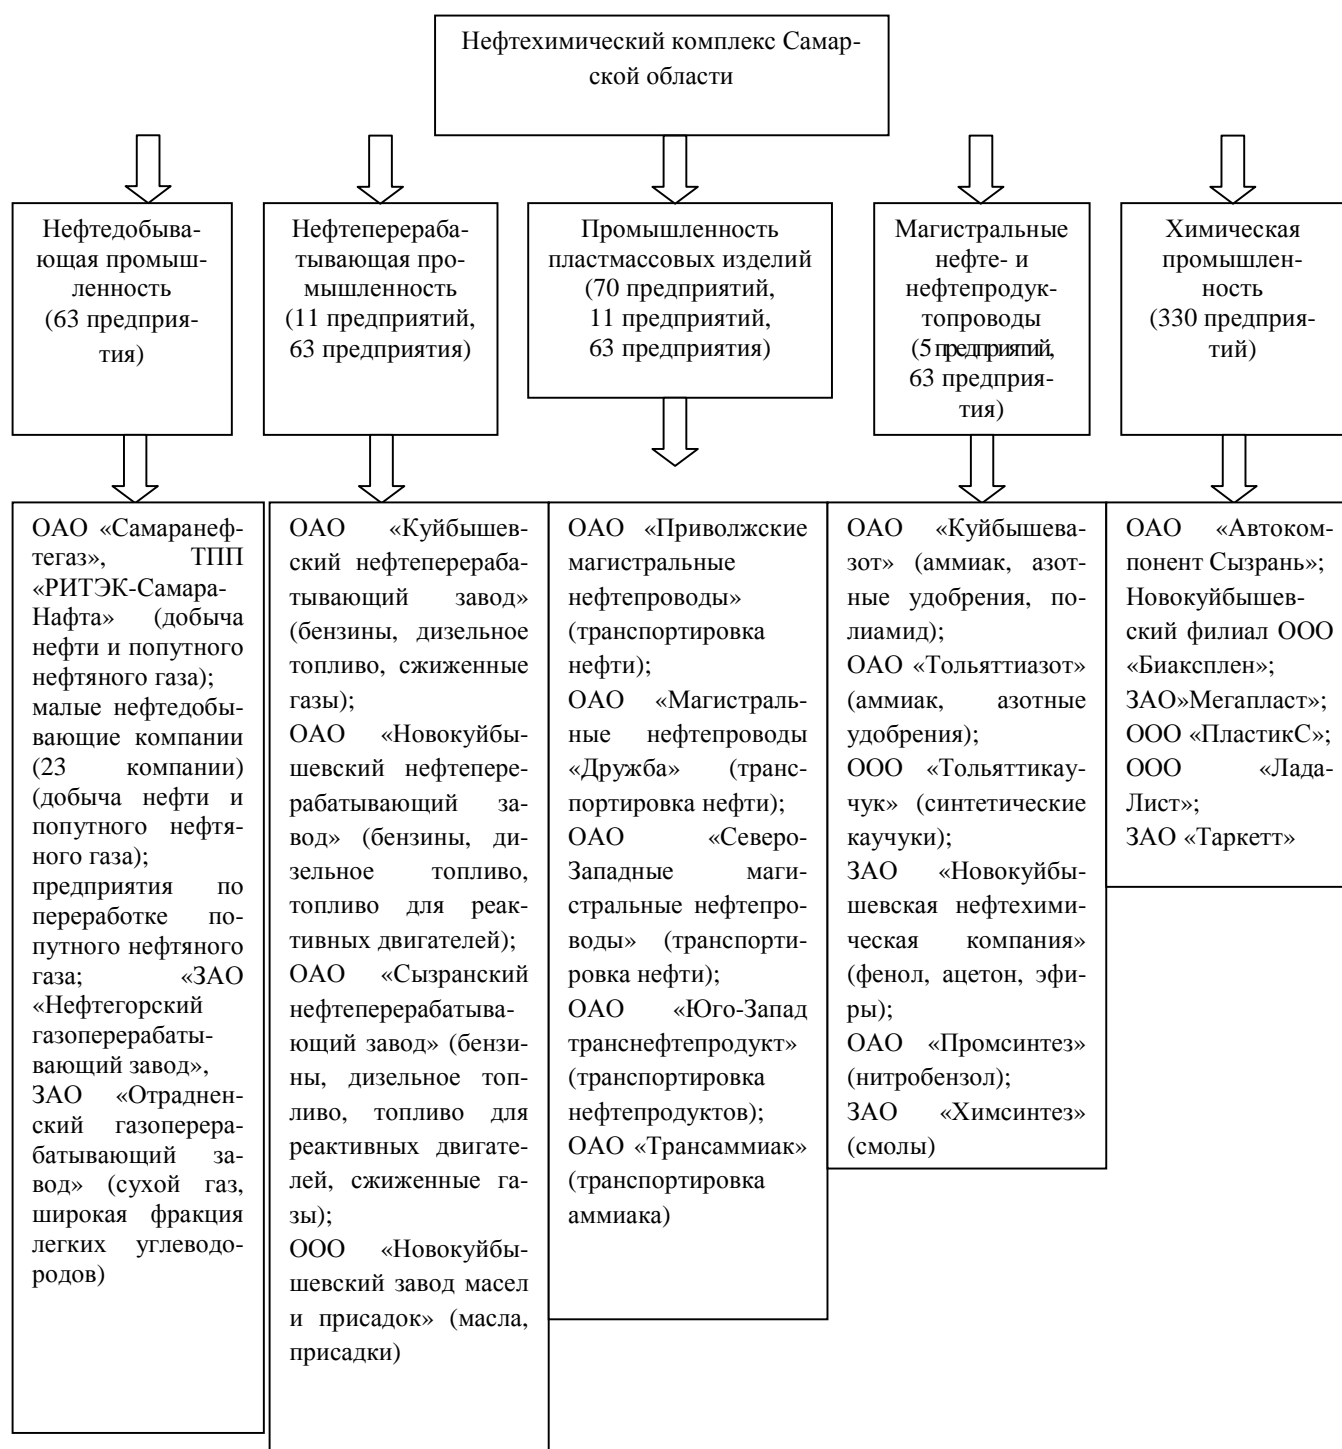 Нефтехимический комплекс Самар-
ской области
Нефтедобыва-
ющая промыш-
ленность
(63 предприя-
тия)
Нефтеперераба-
тывающая про-
мышленность
(11 предприятий,
63 предприятия)
Промышленность
пластмассовых изделий
(70 предприятий,
11 предприятий,
63 предприятия)
Магистральные
нефте- и
нефтепродук-
топроводы
(5 предприятий,
63 предприя-
тия)
Химическая
промышлен-
ность
(330 предприя-
тий)
ОАО «Самаранеф-
тегаз», ТПП
«РИТЭК-Самара-
Нафта» (добыча
нефти и попутного
нефтяного газа);
малые нефтедобы-
вающие компании
(23 компании)
(добыча нефти и
попутного нефтя-
ного газа);
предприятия по
переработке по-
путного нефтяного
газа; «ЗАО
«Нефтегорский
газоперерабаты-
вающий завод»,
ЗАО «Отраднен-
ский газоперера-
батывающий за-
вод» (сухой газ,
широкая фракция
легких углеводо-
родов)
ОАО «Куйбышев-
ский нефтеперераба-
тывающий завод»
(бензины, дизельное
топливо, сжиженные
газы);
ОАО «Новокуйбы-
шевский нефтепере-
рабатывающий за-
вод» (бензины, ди-
зельное топливо,
топливо для реак-
тивных двигателей);
ОАО «Сызранский
нефтеперерабатыва-
ющий завод» (бензи-
ны, дизельное топ-
ливо, топливо для
реактивных двигате-
лей, сжиженные га-
зы);
ООО «Новокуйбы-
шевский завод масел
и присадок» (масла,
присадки)
ОАО «Приволжские
магистральные
нефтепроводы»
(транспортировка
нефти);
ОАО «Магистраль-
ные нефтепроводы
«Дружба» (транс-
портировка нефти);
ОАО «Северо-
Западные маги-
стральные нефтепро-
воды» (транспорти-
ровка нефти);
ОАО «Юго-Запад
транснефтепродукт»
(транспортировка
нефтепродуктов);
ОАО «Трансаммиак»
(транспортировка
аммиака)
ОАО «Куйбышева-
зот» (аммиак, азот-
ные удобрения, по-
лиамид);
ОАО «Тольяттиазот»
(аммиак, азотные
удобрения);
ООО «Тольяттикау-
чук» (синтетические
каучуки);
ЗАО «Новокуйбы-
шевская нефтехими-
ческая компания»
(фенол, ацетон, эфи-
ры);
ОАО «Промсинтез»
(нитробензол);
ЗАО «Химсинтез»
(смолы)
ОАО «Автоком-
понент Сызрань»;
Новокуйбышев-
ский филиал ООО
«Биаксплен»;
ЗАО»Мегапласт»;
ООО «ПластикС»;
ООО «Лада-
Лист»;
ЗАО «Таркетт»